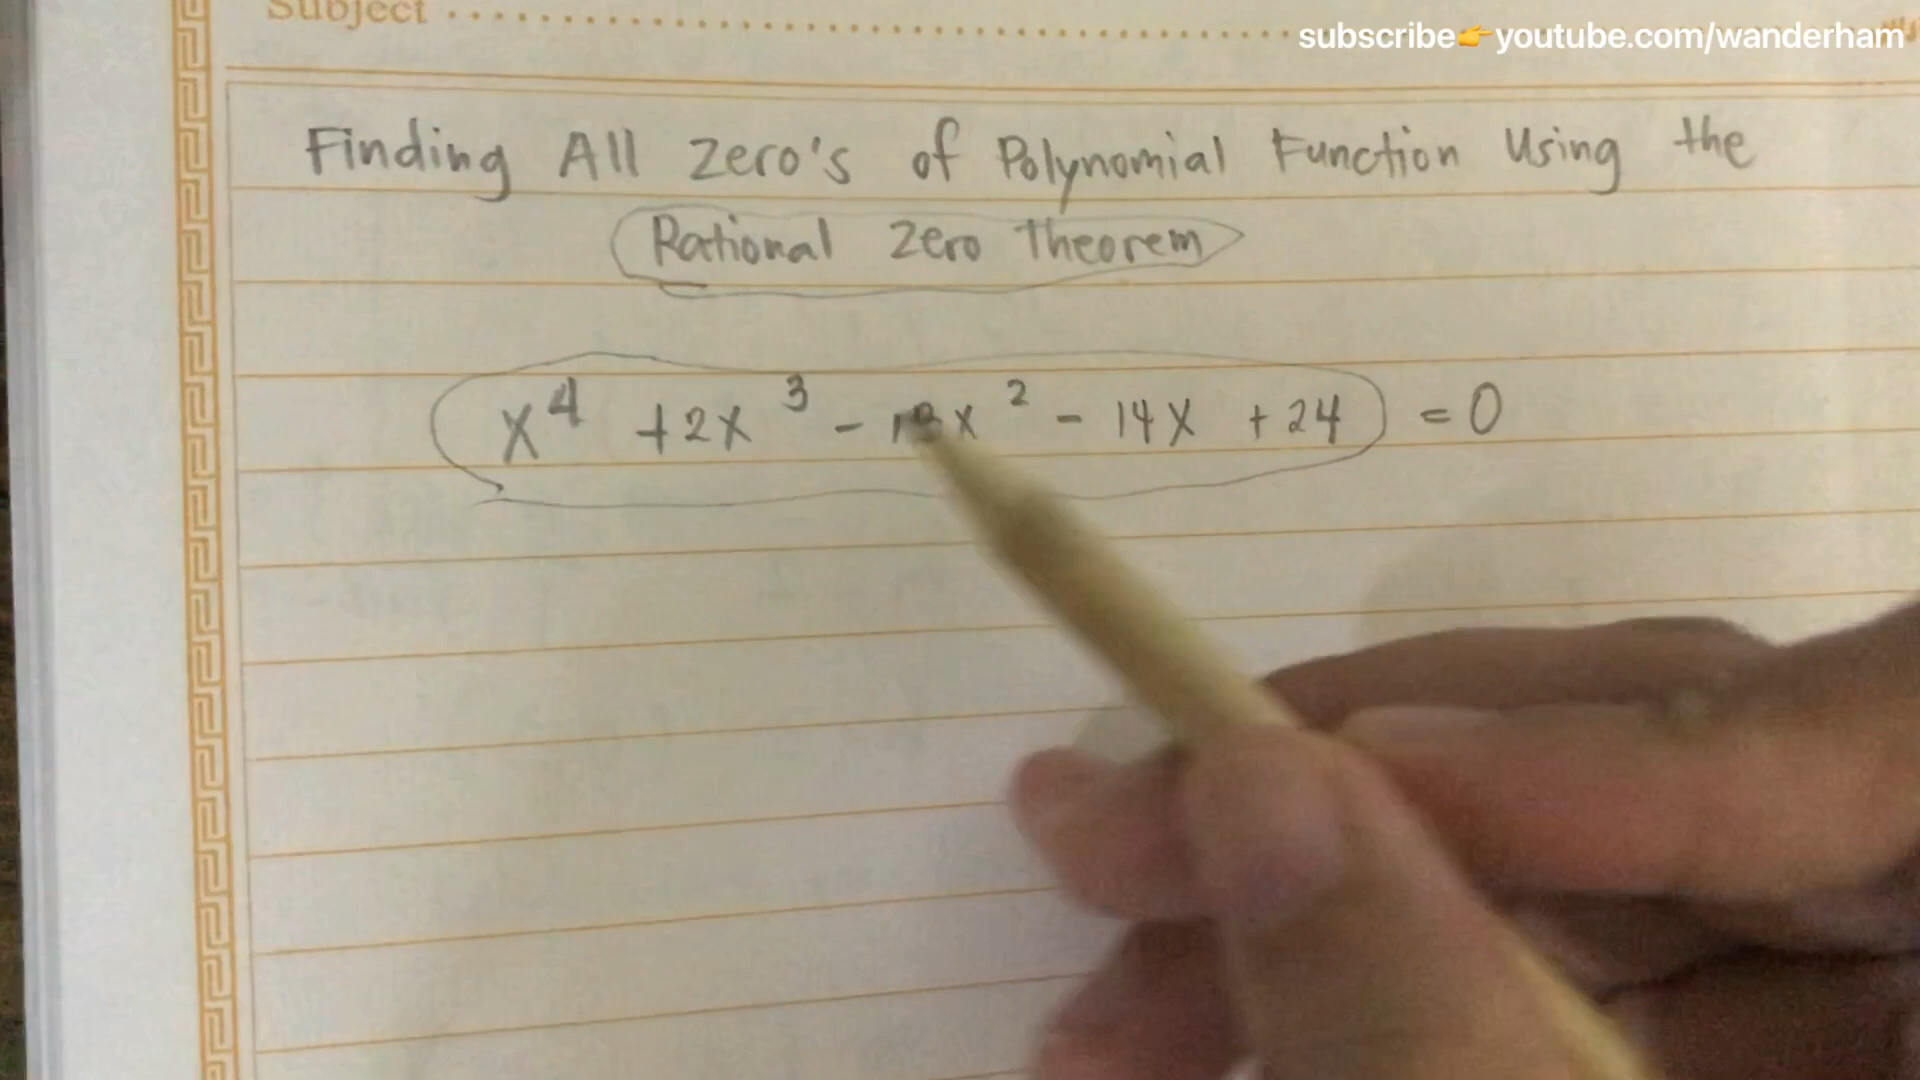 Subject
subscribe👉youtube.com/wanderham
Finding All Zero's of Polynomial Function Using the
Rational Zero Theorem
x⁴ + 2x³ - 13x² - 14x + 24 = 0